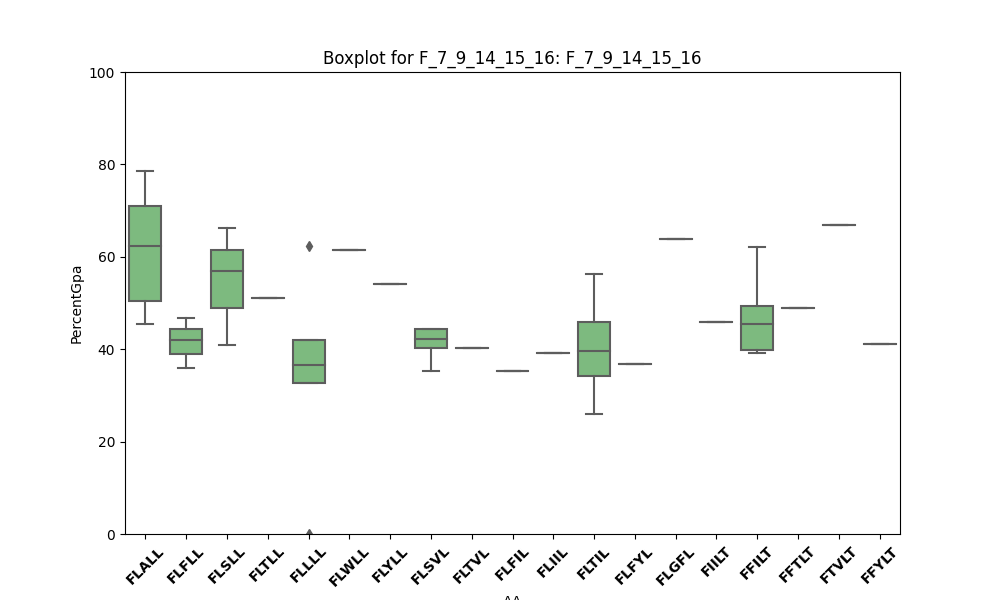 Boxplot for F_7_9_14_15_16: F_7_9_14_15_16
100
80
60
40
20
0
PercentGpa
FLALL FLFLL FLSLL FLTLL FLLLL FLWLL FLYLL FLSVL FLTVL FLFIL FLIIL FLTIL FLFYL FLGFL FIILT FFILT FFTLT FTVLT FFYLT
AA